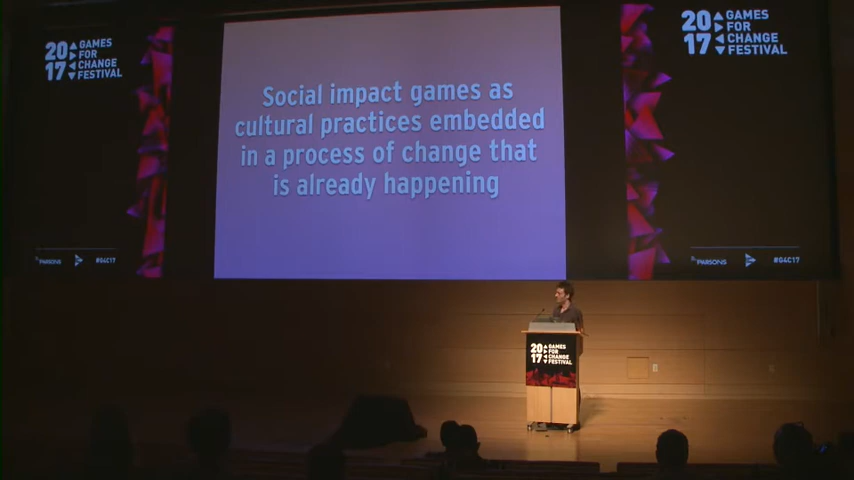 20 GAMES
FOR
17 CHANGE
FESTIVAL
Social impact games as
cultural practices embedded
in a process of change that
is already happening
20 GAMES
FOR
17 CHANGE
FESTIVAL
PARSONS
#G4C17
PARSONS
#G4C17
20 GAMES
FOR
17 CHANGE
FESTIVAL